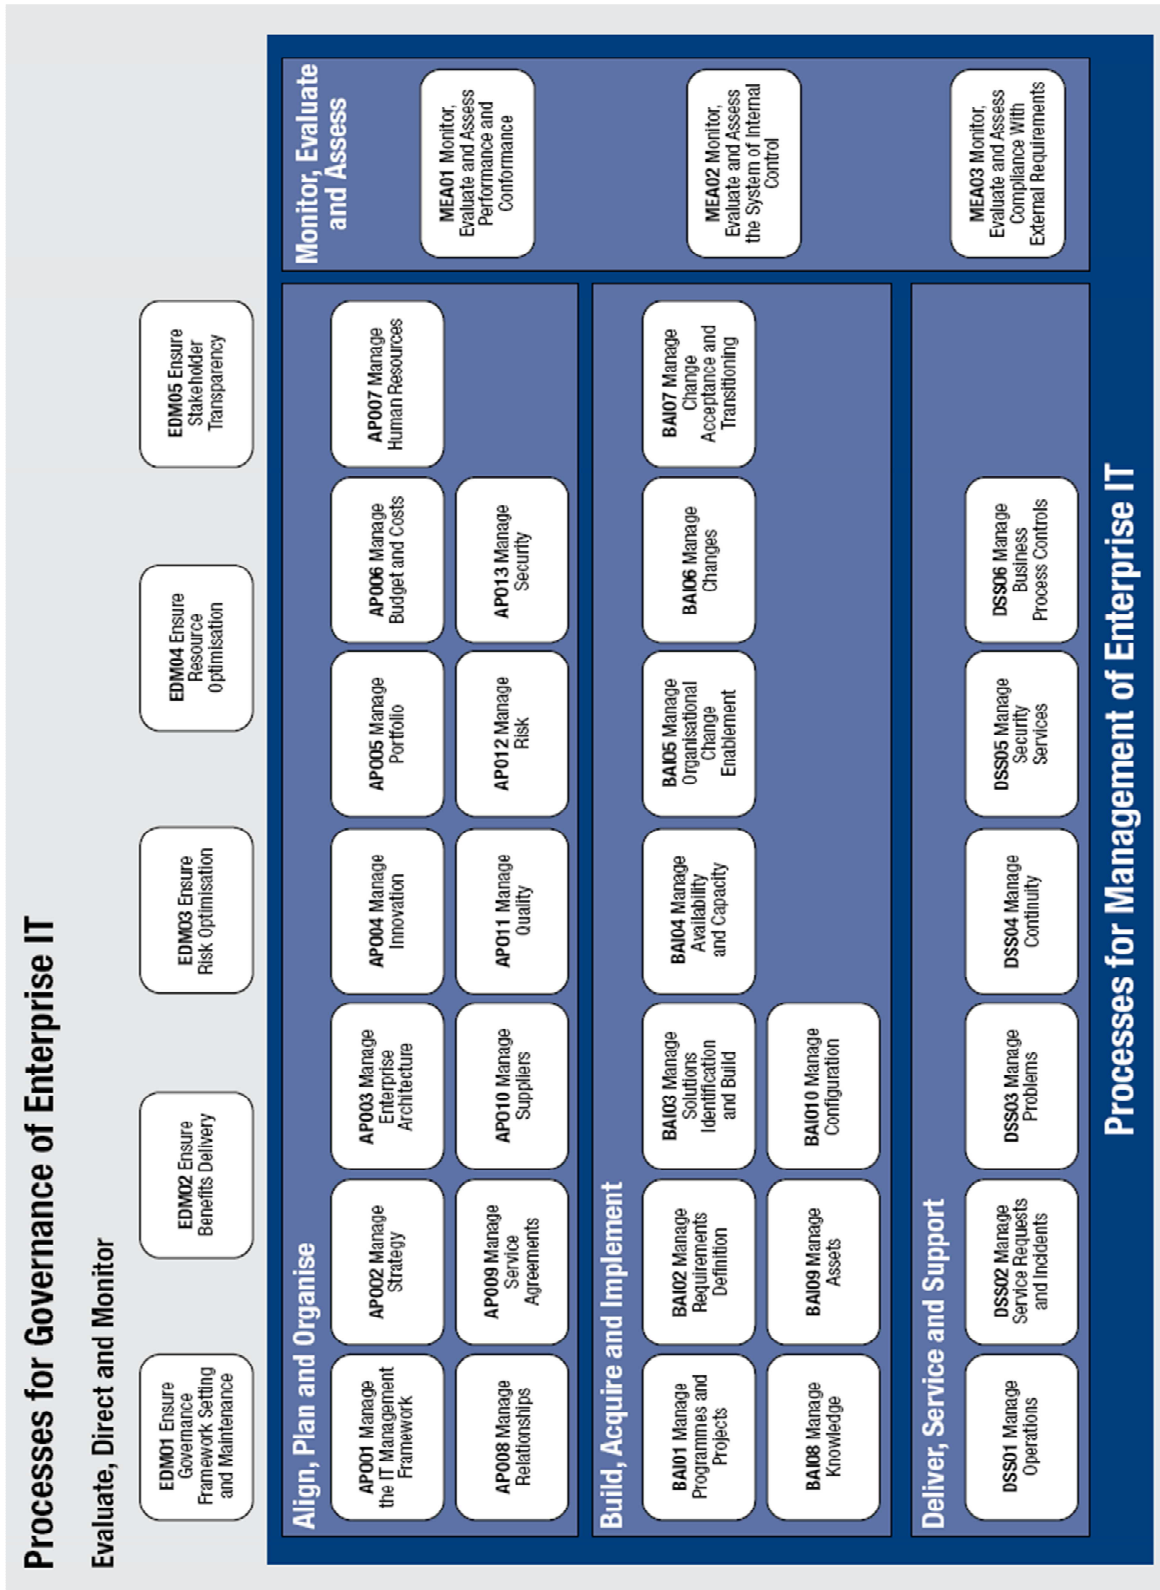 Processes for Governance of Enterprise IT
Evaluate, Direct and Monitor
EDM01 Ensure
Governance
Framework Setting
and Maintenance
EDM02 Ensure
Benefits Delivery
EDM03 Ensure
Risk Optimisation
EDM04 Ensure
Resource
Optimisation
EDM05 Ensure
Stakeholder
Transparency
Align, Plan and Organise
APO01 Manage
the IT Management
Framework
APO02 Manage
Strategy
APO03 Manage
Enterprise
Architecture
APO04 Manage
Innovation
APO05 Manage
Portfolio
APO06 Manage
Budget and Costs
APO07 Manage
Human Resources
APO08 Manage
Relationships
APO09 Manage
Service
Agreements
APO10 Manage
Suppliers
APO11 Manage
Quality
APO12 Manage
Risk
APO13 Manage
Security
Build, Acquire and Implement
BAI01 Manage
Programmes and
Projects
BAI02 Manage
Requirements
Definition
BAI03 Manage
Solutions
Identification
and Build
BAI04 Manage
Availability
and Capacity
BAI05 Manage
Organisational
Change
Enablement
BAI06 Manage
Changes
BAI07 Manage
Change
Acceptance and
Transitioning
BAI08 Manage
Knowledge
BAI09 Manage
Assets
BAI010 Manage
Configuration
Deliver, Service and Support
DSS01 Manage
Operations
DSS02 Manage
Service Requests
and Incidents
DSS03 Manage
Problems
DSS04 Manage
Continuity
DSS05 Manage
Security
Services
DSS06 Manage
Business
Process Controls
Monitor, Evaluate
and Assess
MEA01 Monitor,
Evaluate and Assess
Performance and
Conformance
MEA02 Monitor,
Evaluate and Assess
the System of Internal
Control
MEA03 Monitor,
Evaluate and Assess
Compliance With
External Requirements
Processes for Management of Enterprise IT